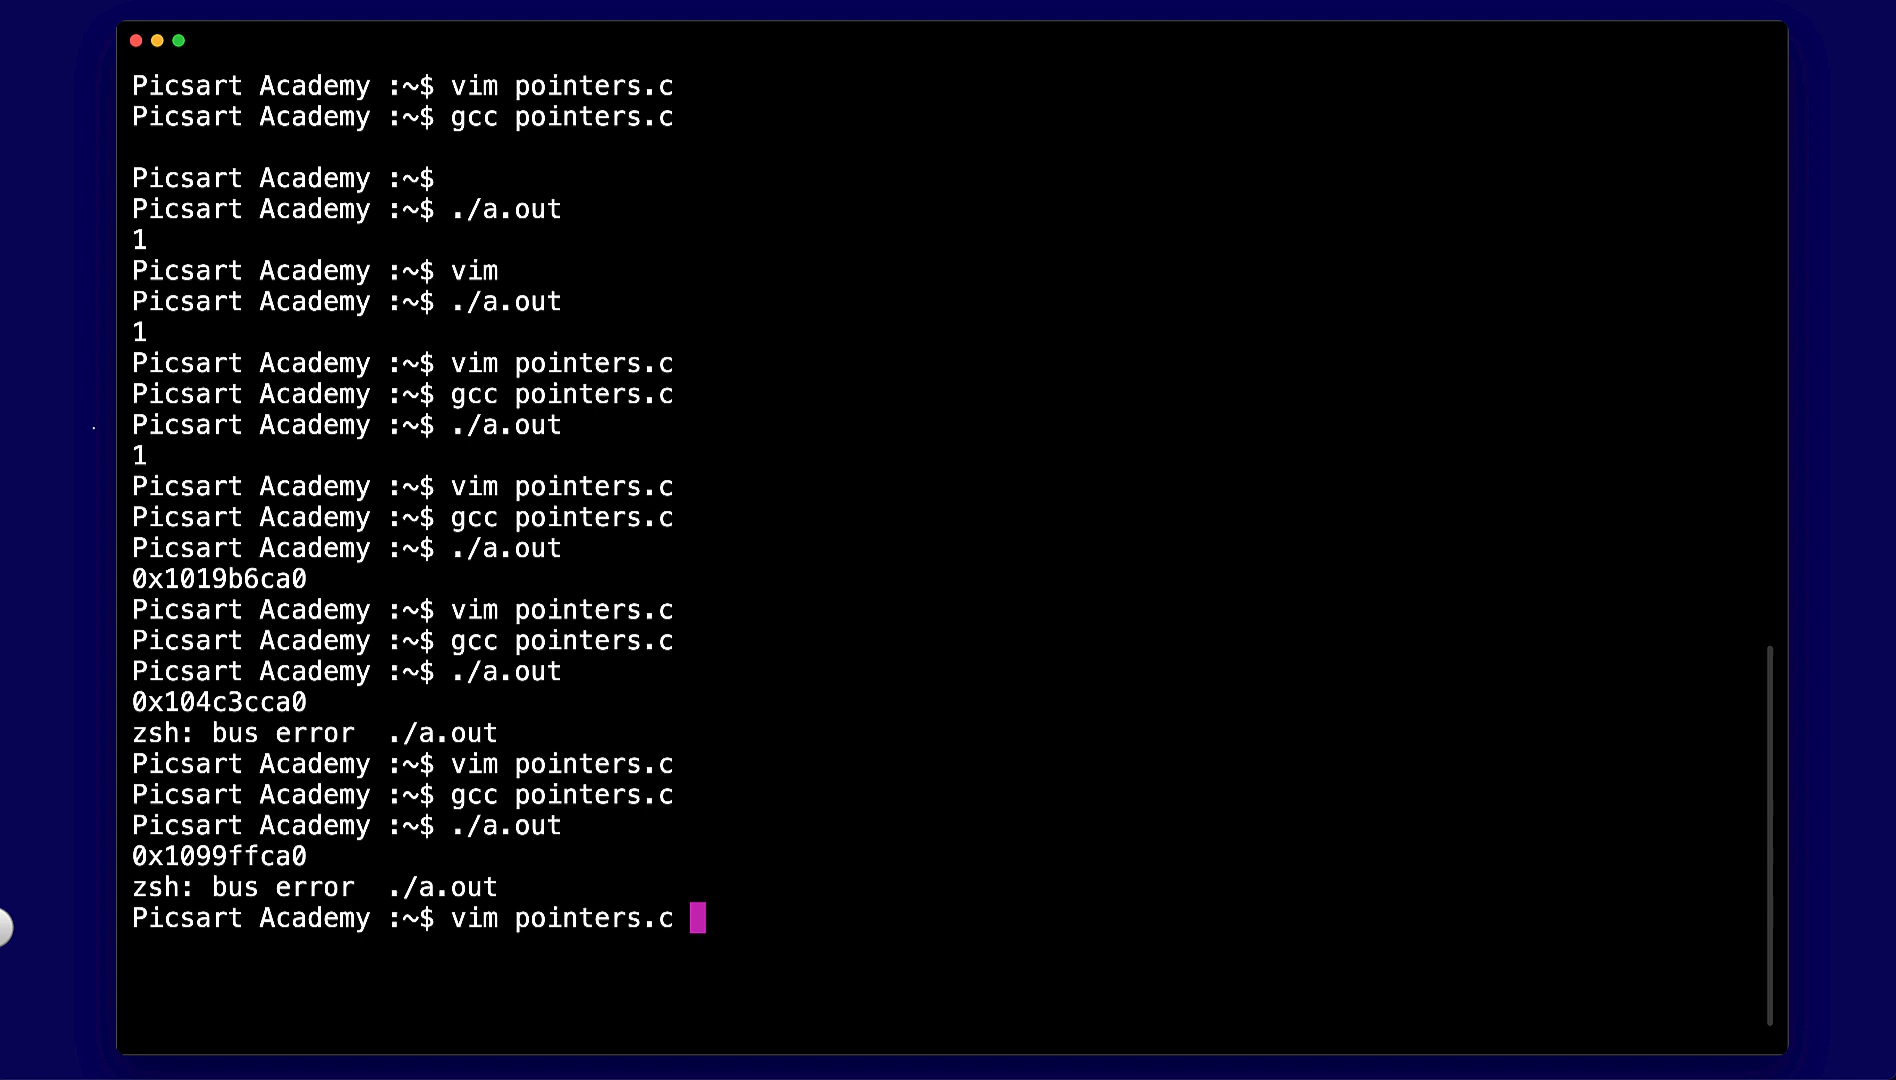 Picsart Academy :~$ vim pointers.c
Picsart Academy :~$ gcc pointers.c
Picsart Academy :~$
Picsart Academy :~$ ./a.out
1
Picsart Academy :~$ vim
Picsart Academy :~$ ./a.out
1
Picsart Academy :~$ vim pointers.c
Picsart Academy :~$ gcc pointers.c
Picsart Academy :~$ ./a.out
1
Picsart Academy :~$ vim pointers.c
Picsart Academy :~$ gcc pointers.c
Picsart Academy :~$ ./a.out
0x1019b6ca0
Picsart Academy :~$ vim pointers.c
Picsart Academy :~$ gcc pointers.c
Picsart Academy :~$ ./a.out
0x104c3cca0
zsh: bus error  ./a.out
Picsart Academy :~$ vim pointers.c
Picsart Academy :~$ gcc pointers.c
Picsart Academy :~$ ./a.out
0x1099ffca0
zsh: bus error  ./a.out
Picsart Academy :~$ vim pointers.c